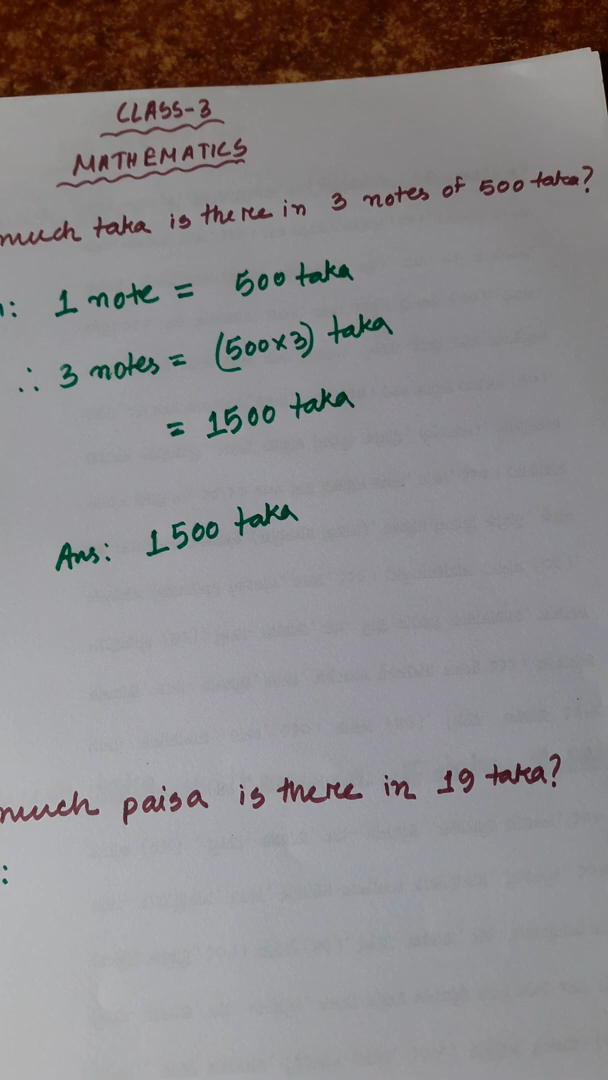 CLASS-3
MATHEMATICS
much taka is there in 3 notes of 500 taka?
: 1 note = 500 taka
∴ 3 notes = (500×3) taka
= 1500 taka
Ans: 1500 taka
much paisa is there in 19 taka?
: